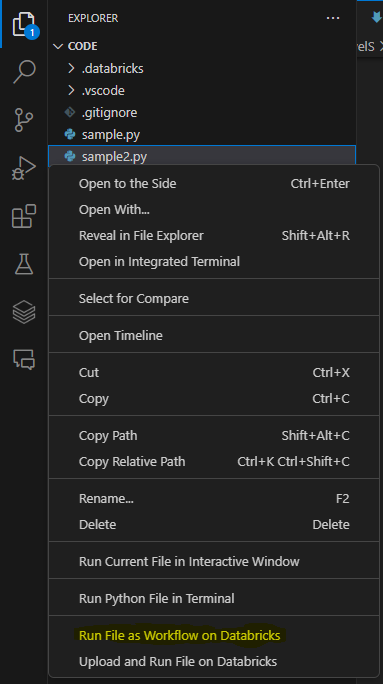 EXPLORER ...
CODE
.databricks
.vscode
.gitignore
sample.py
sample2.py
Open to the Side Ctrl+Enter
Open With...
Reveal in File Explorer Shift+Alt+R
Open in Integrated Terminal
Select for Compare
Open Timeline
Cut Ctrl+X
Copy Ctrl+C
Copy Path Shift+Alt+C
Copy Relative Path Ctrl+K Ctrl+Shift+C
Rename... F2
Delete Delete
Run Current File in Interactive Window
Run Python File in Terminal
Run File as Workflow on Databricks
Upload and Run File on Databricks
1